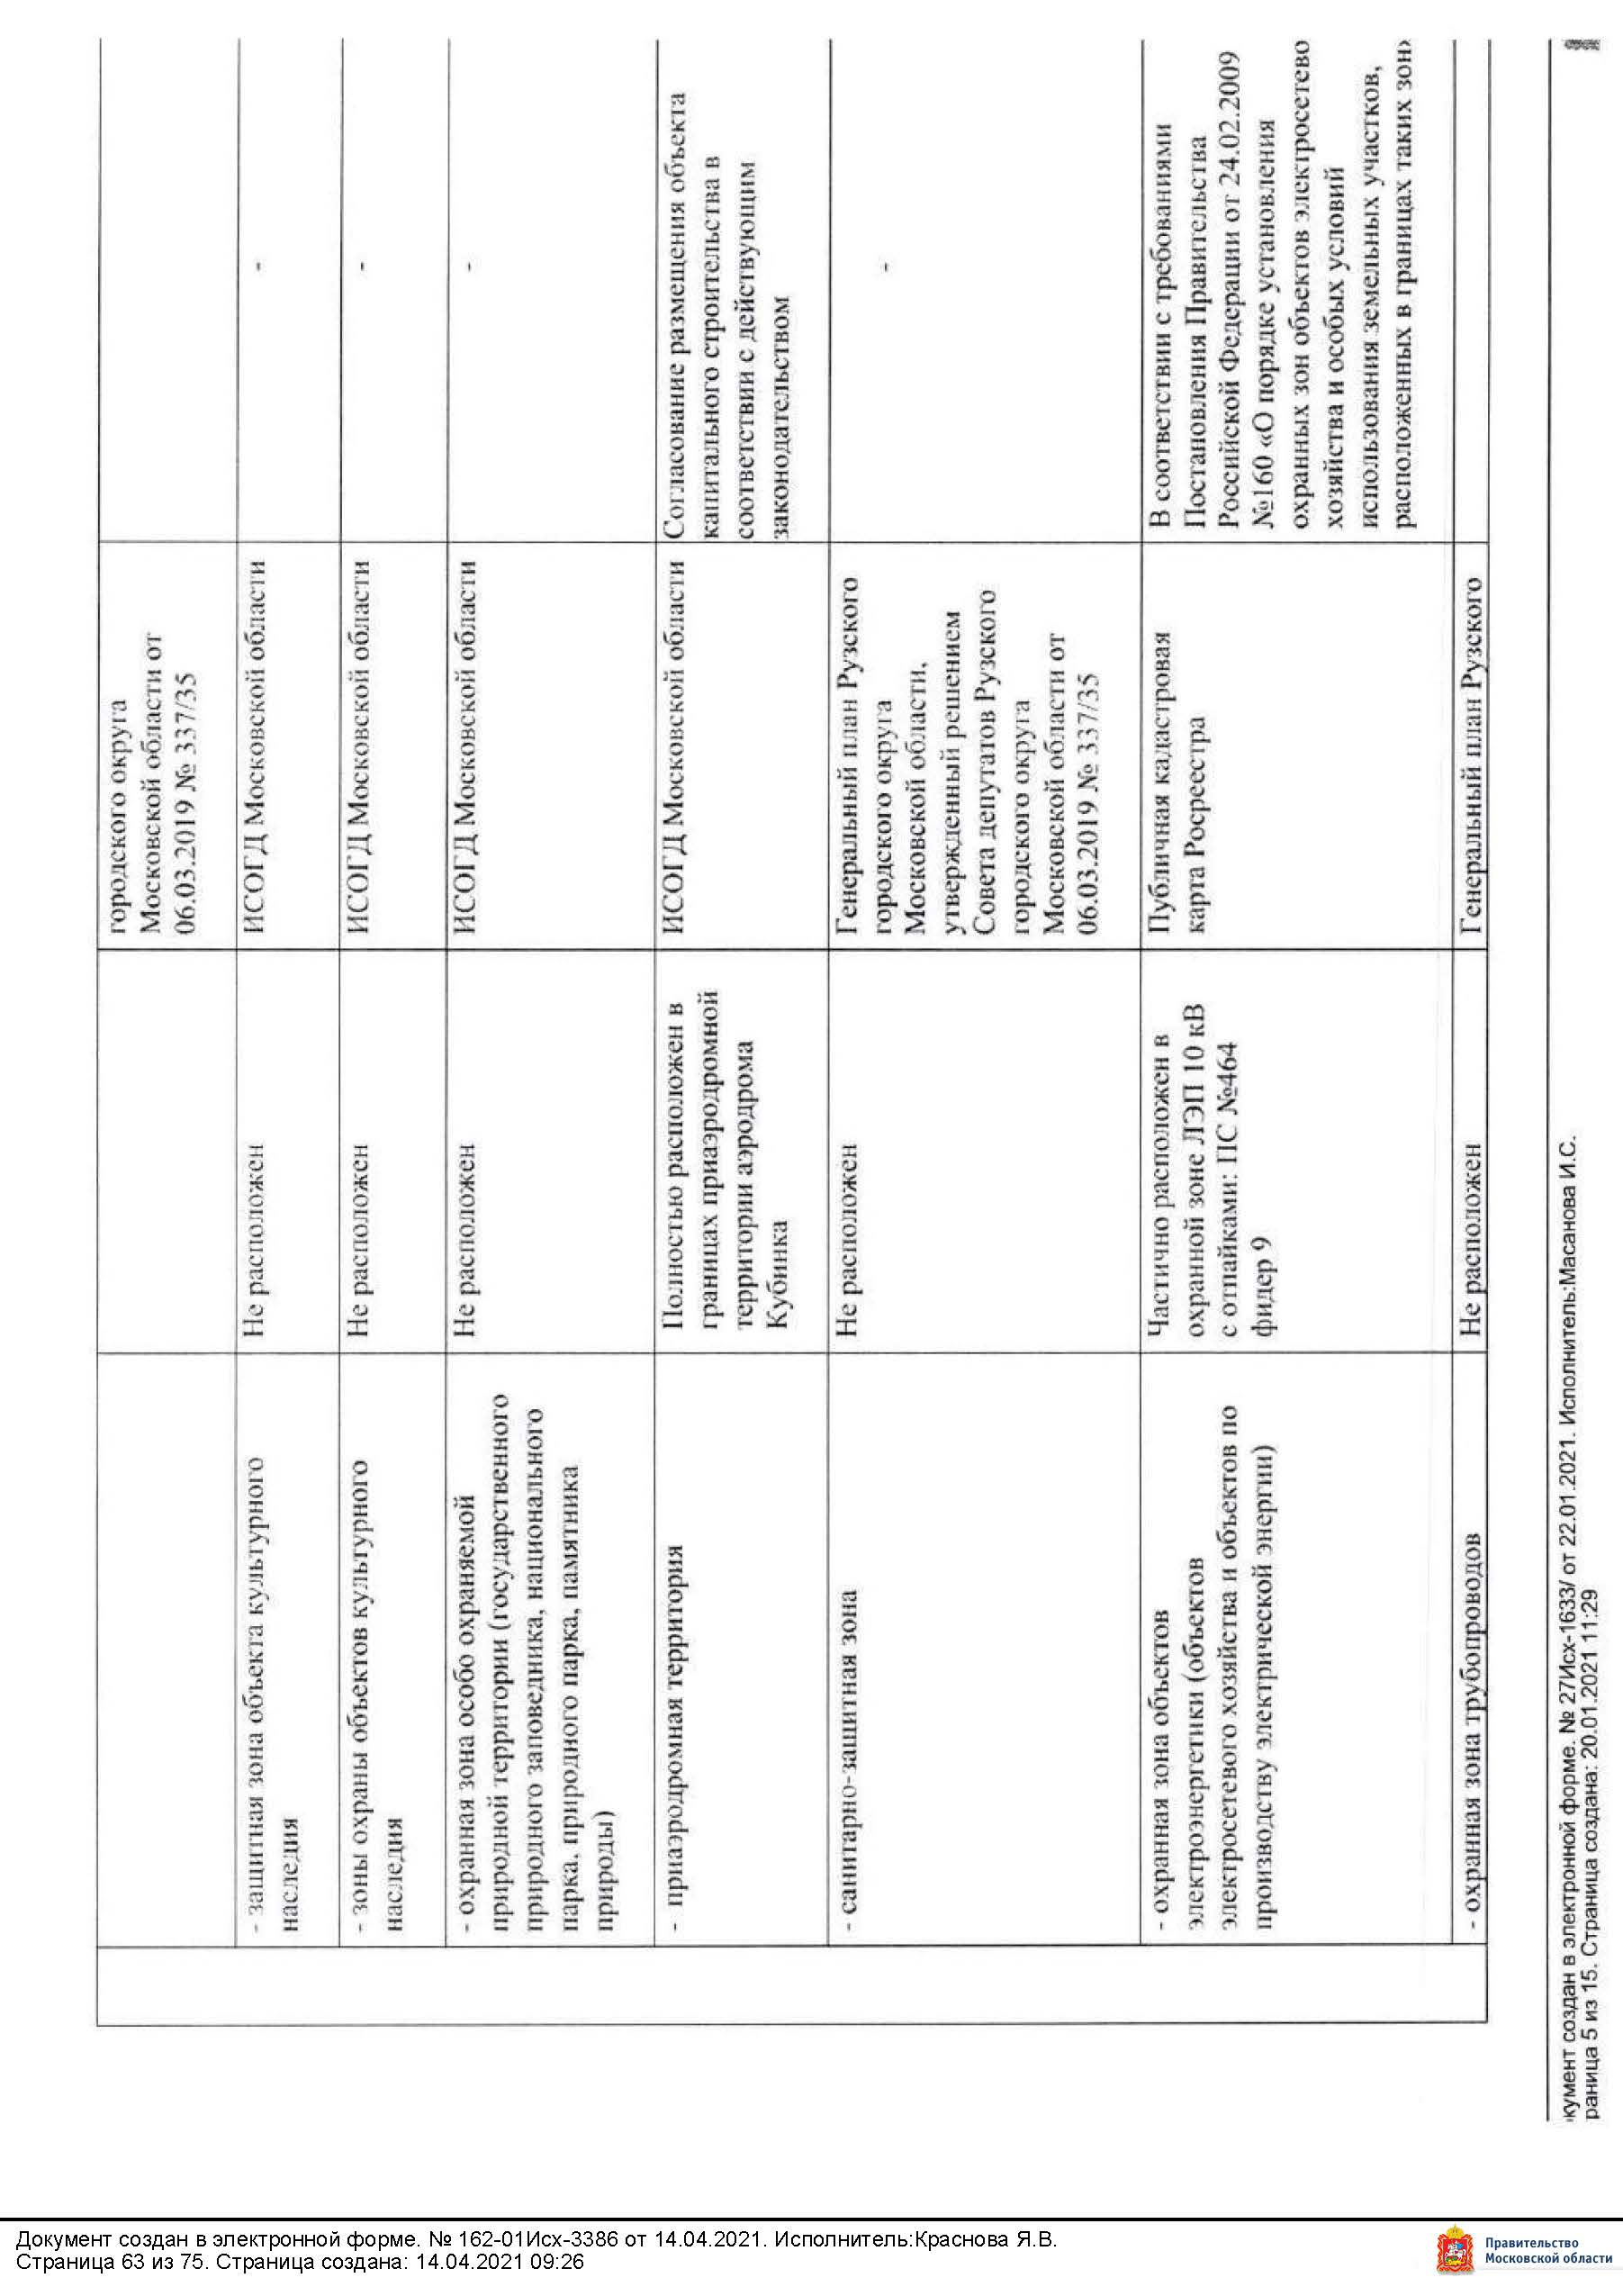 городского округа
Московской области от
06.03.2019 № 337/35
- защитная зона объекта культурного
наследия
Не расположен
ИСОГД Московской области
-
- зоны охраны объектов культурного
наследия
Не расположен
ИСОГД Московской области
-
- охранная зона особо охраняемой
природной территории (государственного
природного заповедника, национального
парка, природного парка, памятника
природы)
Не расположен
ИСОГД Московской области
-
- приаэродромная территория
Полностью расположен в
границах приаэродромной
территории аэродрома
Кубинка
ИСОГД Московской области
Согласование размещения объекта
капитального строительства в
соответствии с действующим
законодательством
- санитарно-защитная зона
Не расположен
Генеральный план Рузского
городского округа
Московской области,
утвержденный решением
Совета депутатов Рузского
городского округа
Московской области от
06.03.2019 № 337/35
-
- охранная зона объектов
электроэнергетики (объектов
электросетевого хозяйства и объектов по
производству электрической энергии)
Частично расположен в
охранной зоне ЛЭП 10 кВ
с отпайками: ПС №464
фидер 9
Публичная кадастровая
карта Росреестра
В соответствии с требованиями
Постановления Правительства
Российской Федерации от 24.02.2009
№160 «О порядке установления
охранных зон объектов электросетево
хозяйства и особых условий
использования земельных участков,
расположенных в границах таких зон
- охранная зона трубопроводов
Не расположен
Генеральный план Рузского
кумент создан в электронной форме. № 27Исх-1633/ от 22.01.2021. Исполнитель:Масанова И.С.
раница 5 из 15. Страница создана: 20.01.2021 11:29
Документ создан в электронной форме. № 162-01Исх-3386 от 14.04.2021. Исполнитель:Краснова Я.В.
Страница 63 из 75. Страница создана: 14.04.2021 09:26
Правительство
Московской области